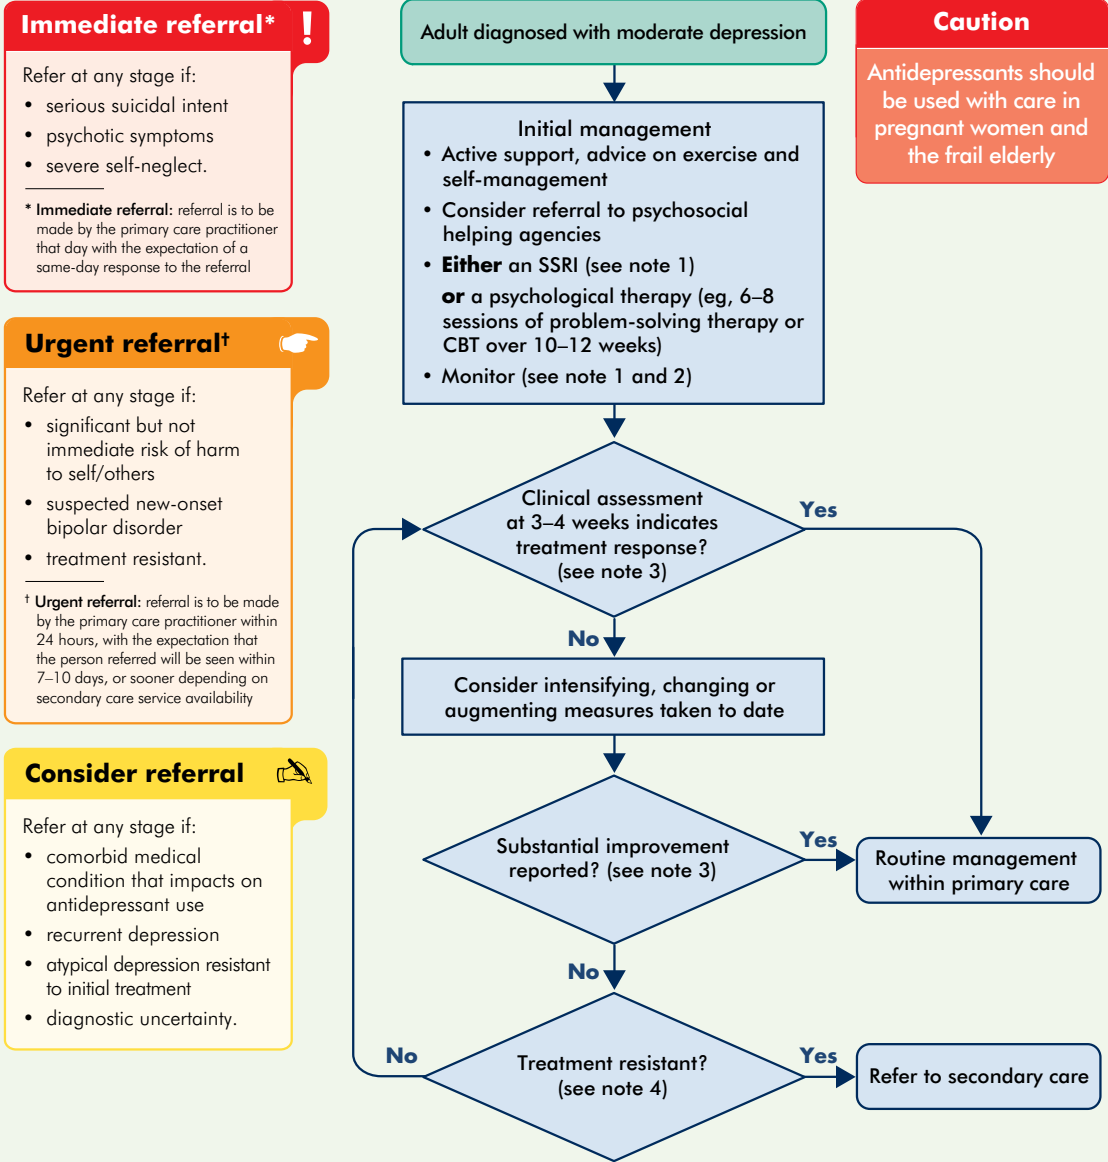 Immediate referral*
!
Refer at any stage if:
• serious suicidal intent
• psychotic symptoms
• severe self-neglect.
* Immediate referral: referral is to be
made by the primary care practitioner
that day with the expectation of a
same-day response to the referral
Urgent referral†
Refer at any stage if:
• significant but not
immediate risk of harm
to self/others
• suspected new-onset
bipolar disorder
• treatment resistant.
† Urgent referral: referral is to be made
by the primary care practitioner within
24 hours, with the expectation that
the person referred will be seen within
7–10 days, or sooner depending on
secondary care service availability
Consider referral
Refer at any stage if:
• comorbid medical
condition that impacts on
antidepressant use
• recurrent depression
• atypical depression resistant
to initial treatment
• diagnostic uncertainty.
Adult diagnosed with moderate depression
Initial management
• Active support, advice on exercise and
self-management
• Consider referral to psychosocial
helping agencies
• Either an SSRI (see note 1)
or a psychological therapy (eg, 6–8
sessions of problem-solving therapy or
CBT over 10–12 weeks)
• Monitor (see note 1 and 2)
Clinical assessment
at 3–4 weeks indicates
treatment response?
(see note 3)
Yes
No
Consider intensifying, changing or
augmenting measures taken to date
Substantial improvement
reported? (see note 3)
Yes
Routine management
within primary care
No
Treatment resistant?
(see note 4)
No
Yes
Refer to secondary care
Caution
Antidepressants should
be used with care in
pregnant women and
the frail elderly